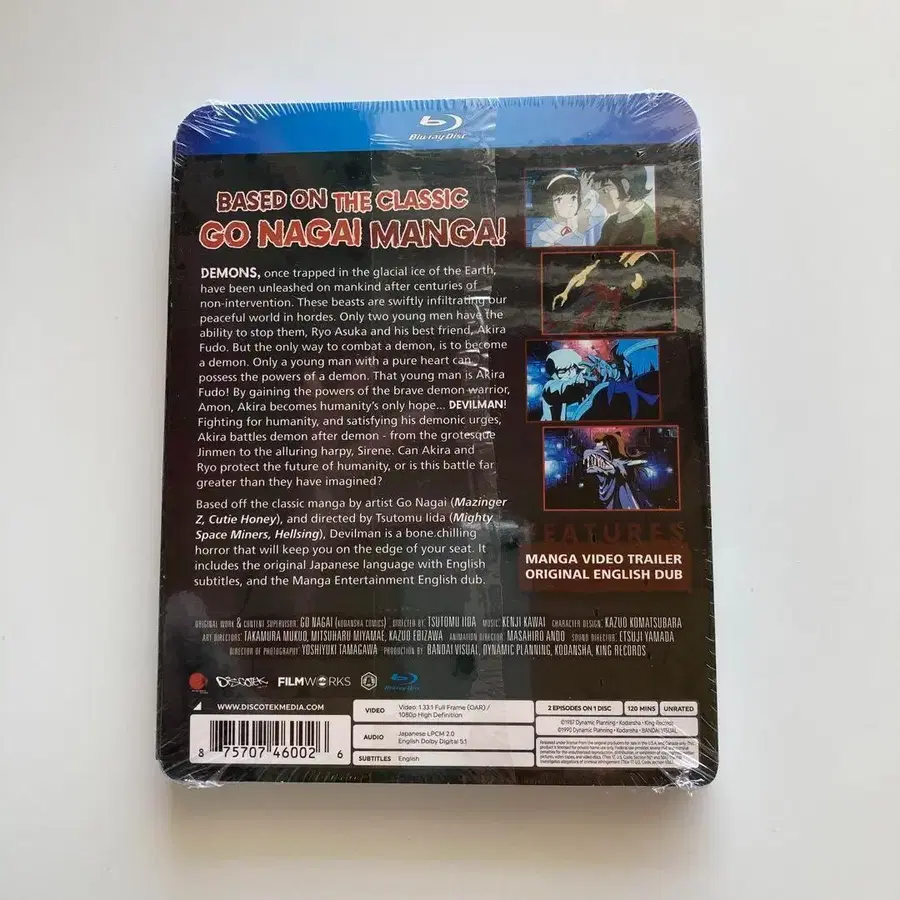 Blu-ray Disc
BASED ON THE CLASSIC
GO NAGAI MANGA!
DEMONS, once trapped in the glacial ice of the Earth,
have been unleashed on mankind after centuries of
non-intervention. These beasts are swiftly infiltrating our
peaceful world in hordes. Only two young men have the
ability to stop them, Ryo Asuka and his best friend, Akira
Fudo. But the only way to combat a demon, is to become
a demon. Only a young man with a pure heart can
possess the powers of a demon. That young man is Akira
Fudo! By gaining the powers of the brave demon warrior,
Amon, Akira becomes humanity's only hope... DEVILMAN!
Fighting for humanity, and satisfying his demonic urges,
Akira battles demon after demon - from the grotesque
Jinmen to the alluring harpy, Sirene. Can Akira and
Ryo protect the future of humanity, or is this battle far
greater than they have imagined?
Based off the classic manga by artist Go Nagai (Mazinger
Z, Cutie Honey), and directed by Tsutomu Iida (Mighty
Space Miners, Hellsing), Devilman is a bone chilling
horror that will keep you on the edge of your seat. It
includes the original Japanese language with English
subtitles, and the Manga Entertainment English dub.
FEATURES
MANGA VIDEO TRAILER
ORIGINAL ENGLISH DUB
ORIGINAL WORK & CONTENT SUPERVISOR: GO NAGAI (KODANSHA COMICS) DIRECTED BY: TSUTOMU IIDA MUSIC: KENJI KAWAI CHARACTER DESIGN: KAZUO KOMATSUBARA
ART DIRECTORS: TAKAMURA MUKUO, MITSUHARU MIYAMAE, KAZUO EBIZAWA ANIMATION DIRECTOR: MASAHIRO ANDO SOUND DIRECTOR: ETSUJI YAMADA
DIRECTOR OF PHOTOGRAPHY: YOSHIYUKI TAMAGAWA PRODUCTION BY: BANDAI VISUAL, DYNAMIC PLANNING, KODANSHA, KING RECORDS
DISCOTEK FILMWORKS A Blu-ray Disc
WWW.DISCOTEKMEDIA.COM
8 75707 46002 6
VIDEO Video: 1.33:1 Full Frame (OAR) /
1080p High Definition
AUDIO Japanese LPCM 2.0
English Dolby Digital 5.1
SUBTITLES English
2 EPISODES ON 1 DISC 120 MINS UNRATED
©1987 Dynamic Planning • Kodansha • King Records
©1990 Dynamic Planning • Kodansha • BANDAI VISUAL